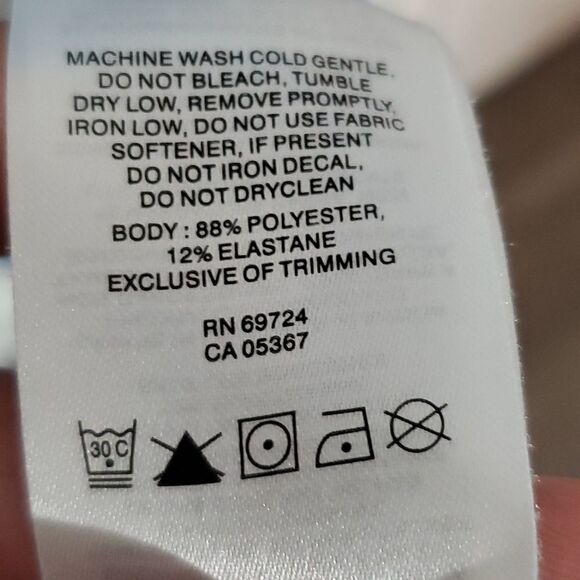 MACHINE WASH COLD GENTLE,
DO NOT BLEACH, TUMBLE
DRY LOW, REMOVE PROMPTLY,
IRON LOW, DO NOT USE FABRIC
SOFTENER, IF PRESENT
DO NOT IRON DECAL,
DO NOT DRYCLEAN
BODY : 88% POLYESTER,
12% ELASTANE
EXCLUSIVE OF TRIMMING
RN 69724
CA 05367
30 C